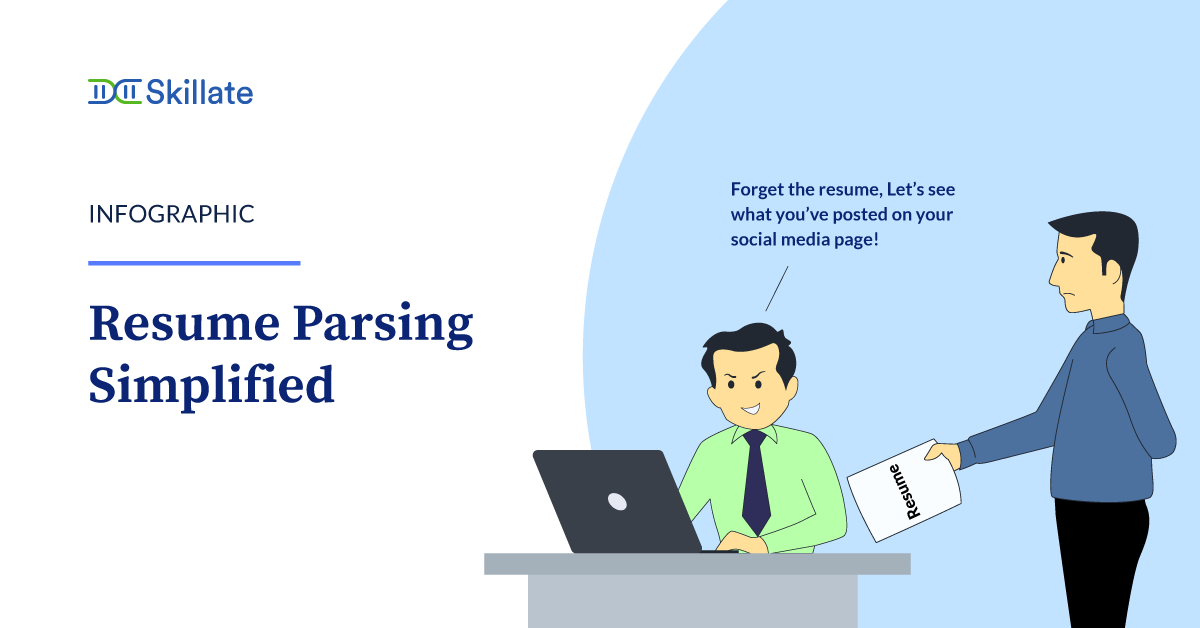 Skillate
INFOGRAPHIC
Resume Parsing
Simplified
Forget the resume, Let’s see
what you’ve posted on your
social media page!
Resume